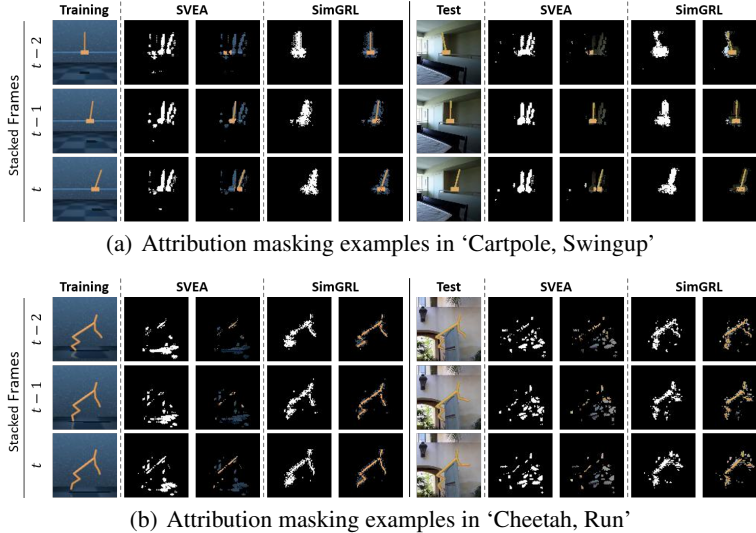 Training SVEA SimGRL Test SVEA SimGRL
Stacked Frames
t − 2
t − 1
t
(a) Attribution masking examples in ‘Cartpole, Swingup’
Training SVEA SimGRL Test SVEA SimGRL
Stacked Frames
t − 2
t − 1
t
(b) Attribution masking examples in ‘Cheetah, Run’